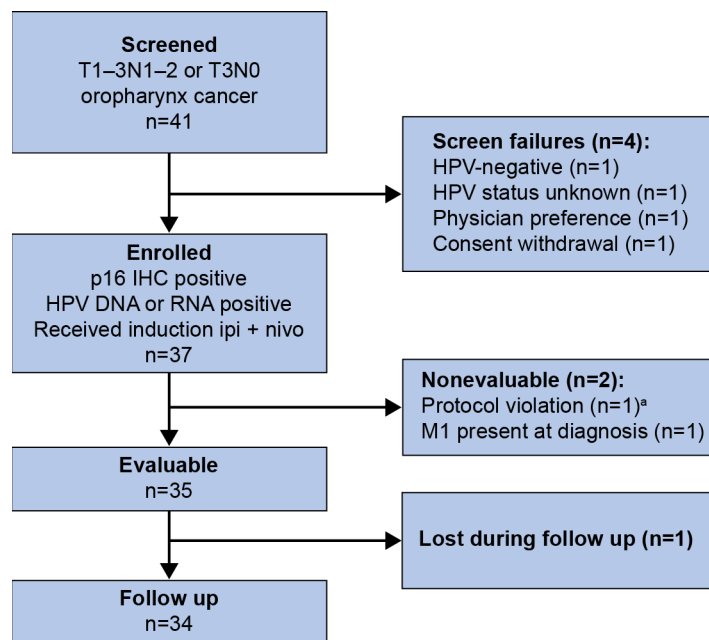 Screened
T1–3N1–2 or T3N0
oropharynx cancer
n=41
Screen failures (n=4):
HPV-negative (n=1)
HPV status unknown (n=1)
Physician preference (n=1)
Consent withdrawal (n=1)
Enrolled
p16 IHC positive
HPV DNA or RNA positive
Received induction ipi + nivo
n=37
Nonevaluable (n=2):
Protocol violation (n=1)ᵃ
M1 present at diagnosis (n=1)
Evaluable
n=35
Lost during follow up (n=1)
Follow up
n=34